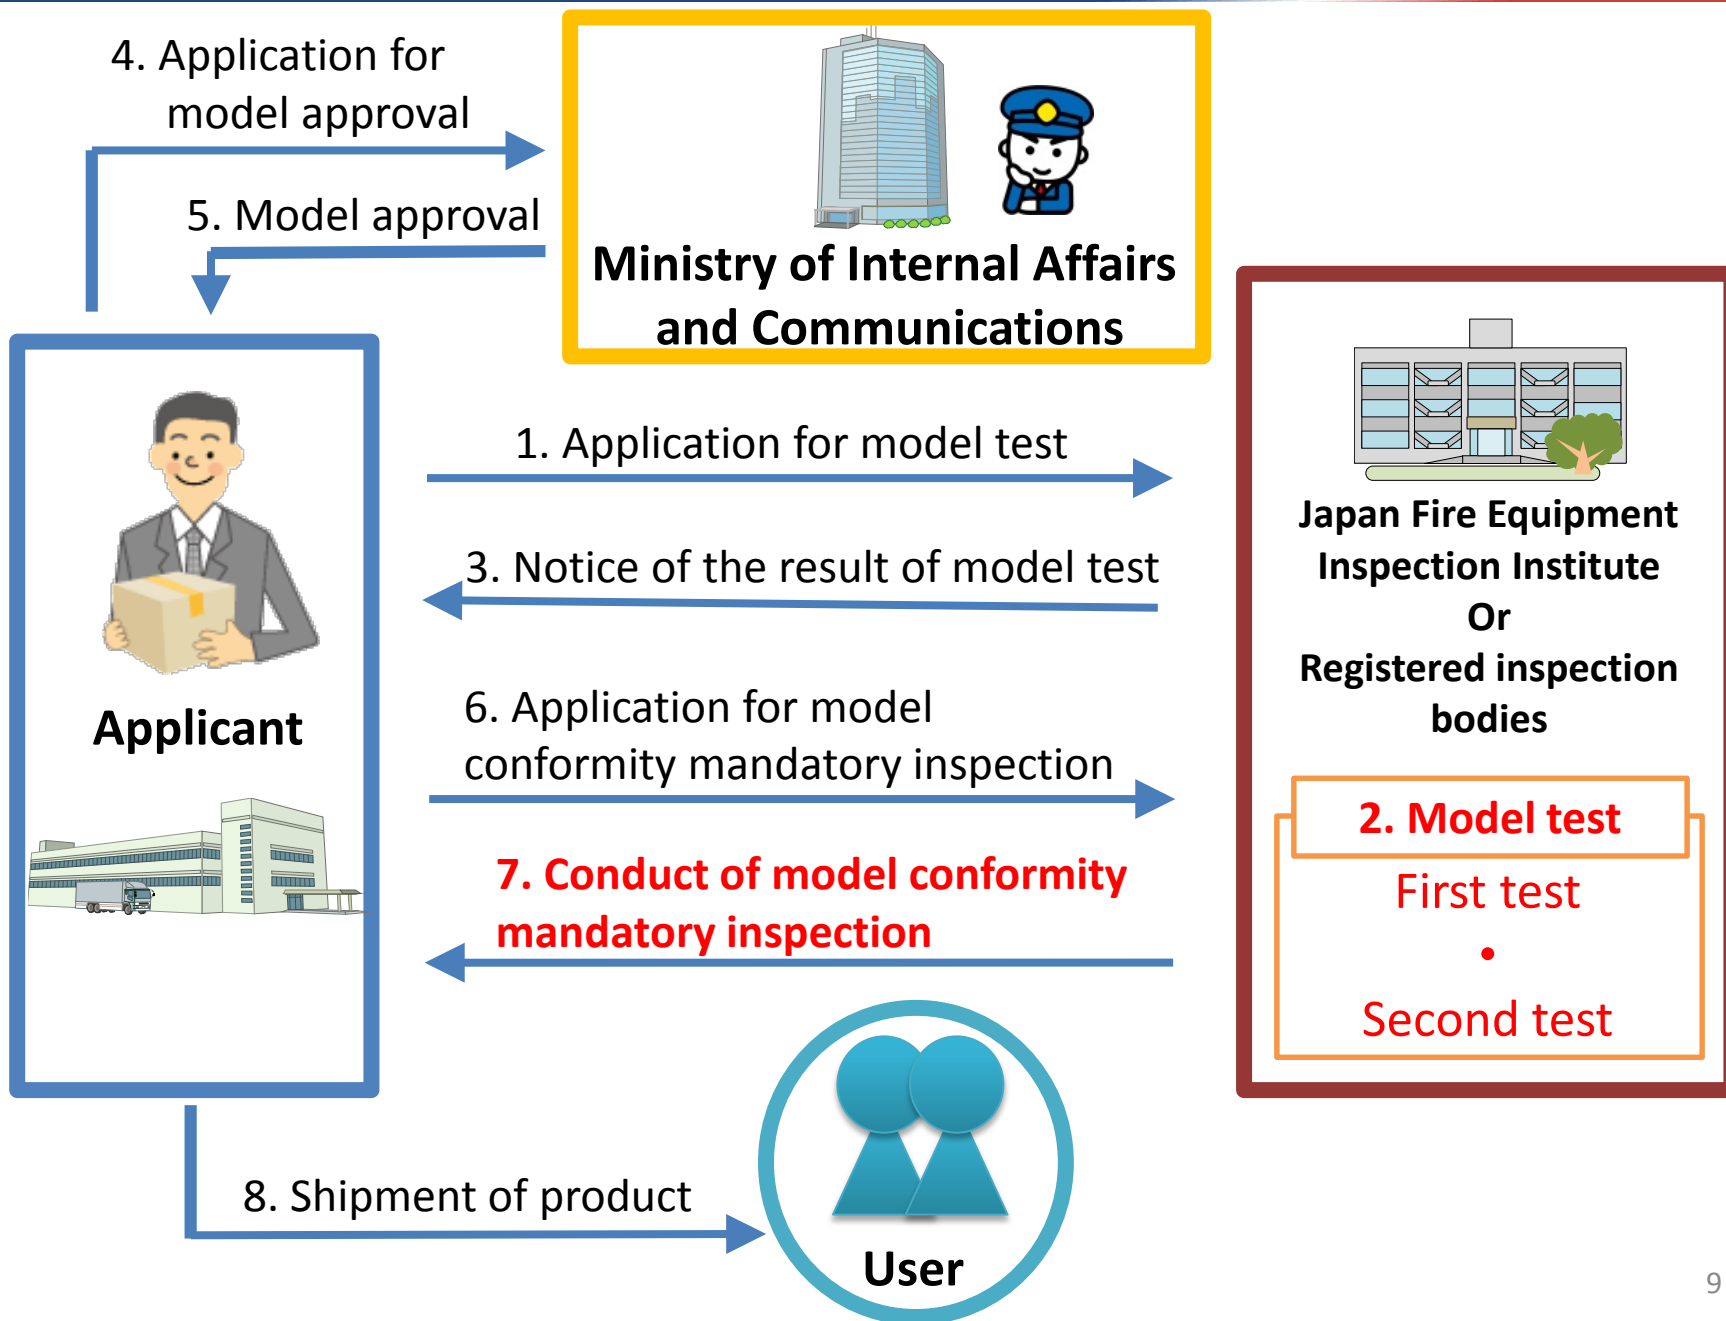 4. Application for
model approval
5. Model approval
Ministry of Internal Affairs
and Communications
Applicant
1. Application for model test
3. Notice of the result of model test
6. Application for model
conformity mandatory inspection
7. Conduct of model conformity
mandatory inspection
Japan Fire Equipment
Inspection Institute
Or
Registered inspection
bodies
2. Model test
First test
•
Second test
8. Shipment of product
User
9